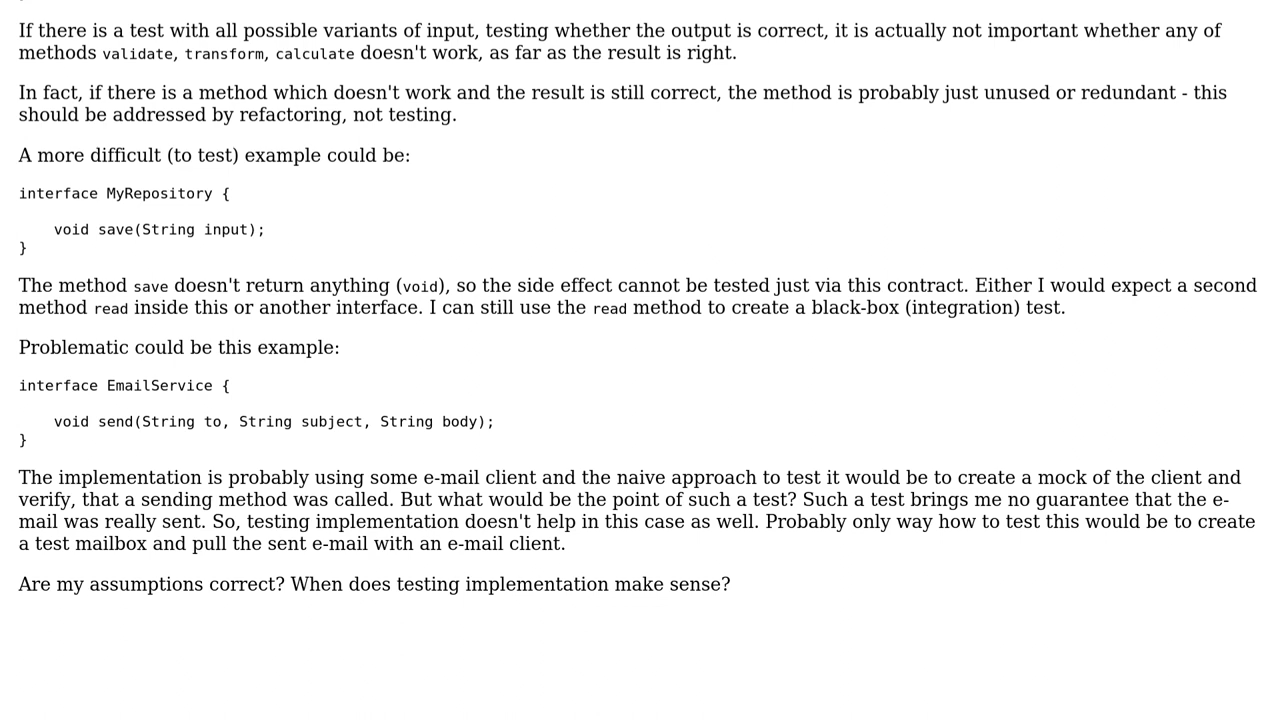 If there is a test with all possible variants of input, testing whether the output is correct, it is actually not important whether any of
methods validate, transform, calculate doesn't work, as far as the result is right.
In fact, if there is a method which doesn't work and the result is still correct, the method is probably just unused or redundant - this
should be addressed by refactoring, not testing.
A more difficult (to test) example could be:
interface MyRepository {
    void save(String input);
}
The method save doesn't return anything (void), so the side effect cannot be tested just via this contract. Either I would expect a second
method read inside this or another interface. I can still use the read method to create a black-box (integration) test.
Problematic could be this example:
interface EmailService {
    void send(String to, String subject, String body);
}
The implementation is probably using some e-mail client and the naive approach to test it would be to create a mock of the client and
verify, that a sending method was called. But what would be the point of such a test? Such a test brings me no guarantee that the e-
mail was really sent. So, testing implementation doesn't help in this case as well. Probably only way how to test this would be to create
a test mailbox and pull the sent e-mail with an e-mail client.
Are my assumptions correct? When does testing implementation make sense?